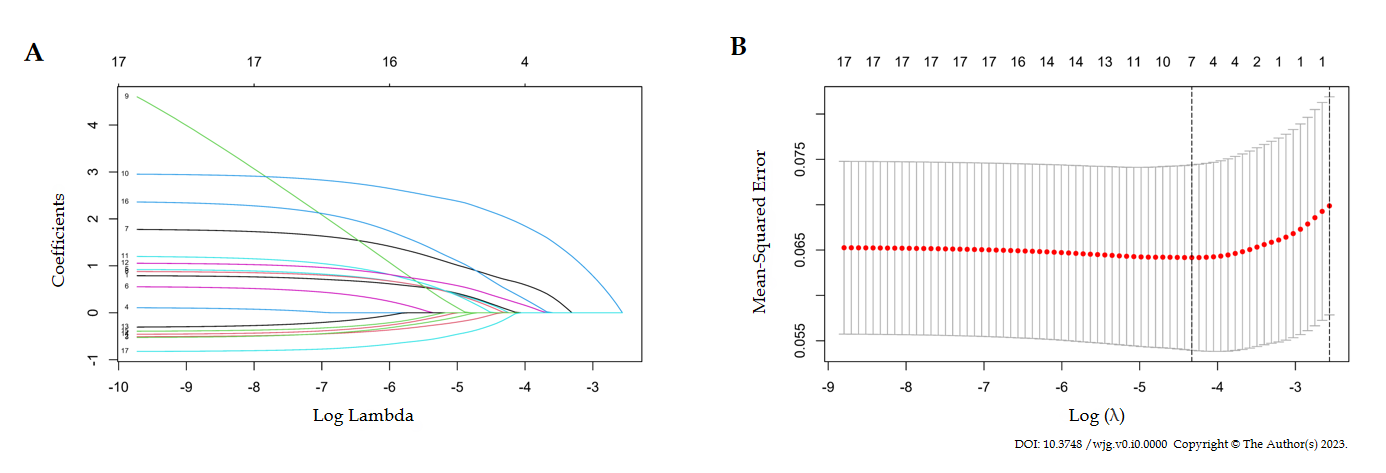 A
B
17 17 16 4
17 17 17 17 17 17 16 14 14 13 11 10 7 4 4 2 1 1 1
Coefficients
4
3
2
1
0
-1
9
10
16
7
11
12
1
6
4
17
-10 -9 -8 -7 -6 -5 -4 -3
Log Lambda
Mean-Squared Error
0.075
0.065
0.055
-9 -8 -7 -6 -5 -4 -3
Log (λ)
DOI: 10.3748 /wjg.v0.i0.0000 Copyright © The Author(s) 2023.